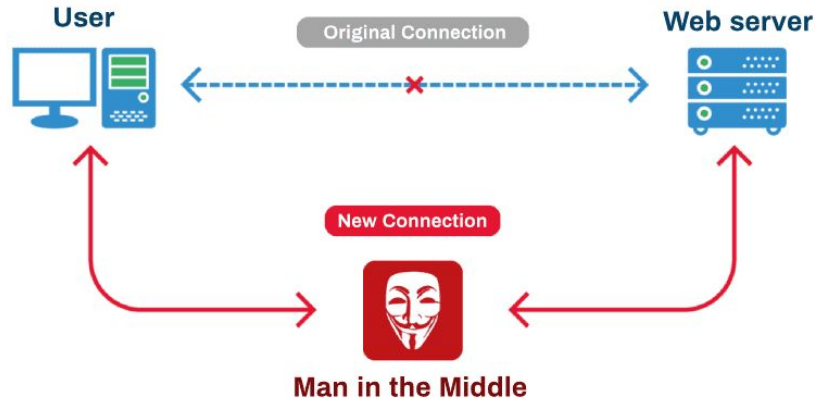 User
Original Connection
Web server
New Connection
Man in the Middle